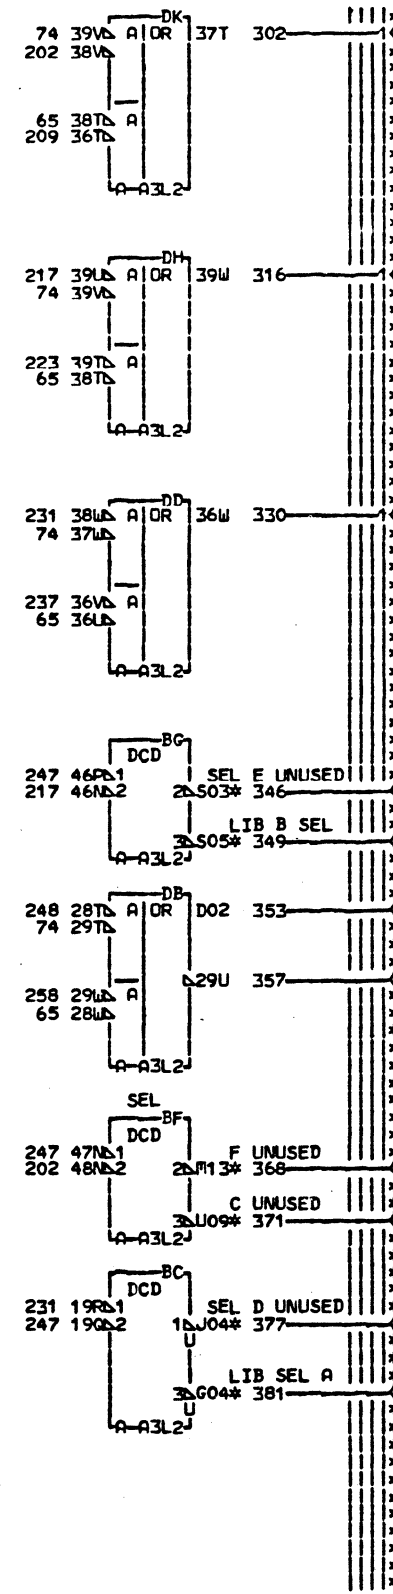 DK
74 39V A OR 37T 302
202 38V
65 38T A
209 36T
A A3L2
DH
217 39U A OR 39W 316
74 39V
223 39T A
65 38T
A A3L2
DD
231 38W A OR 36W 330
74 37W
237 36V A
65 36U
A A3L2
BG
DCD
247 46P 1 SEL E UNUSED
217 46N 2 2 S03* 346
LIB B SEL
3 S05* 349
A A3L2
DB
248 28T A OR D02 353
74 29T
29U 357
258 29W A
65 28W
A A3L2
SEL
BF
DCD
247 47N 1 F UNUSED
202 48N 2 2 M13* 368
C UNUSED
3 U09* 371
A A3L2
BC
DCD
231 19R 1 SEL D UNUSED
247 19Q 2 1 J04* 377
U
LIB SEL A
3 G04* 381
U
A A3L2